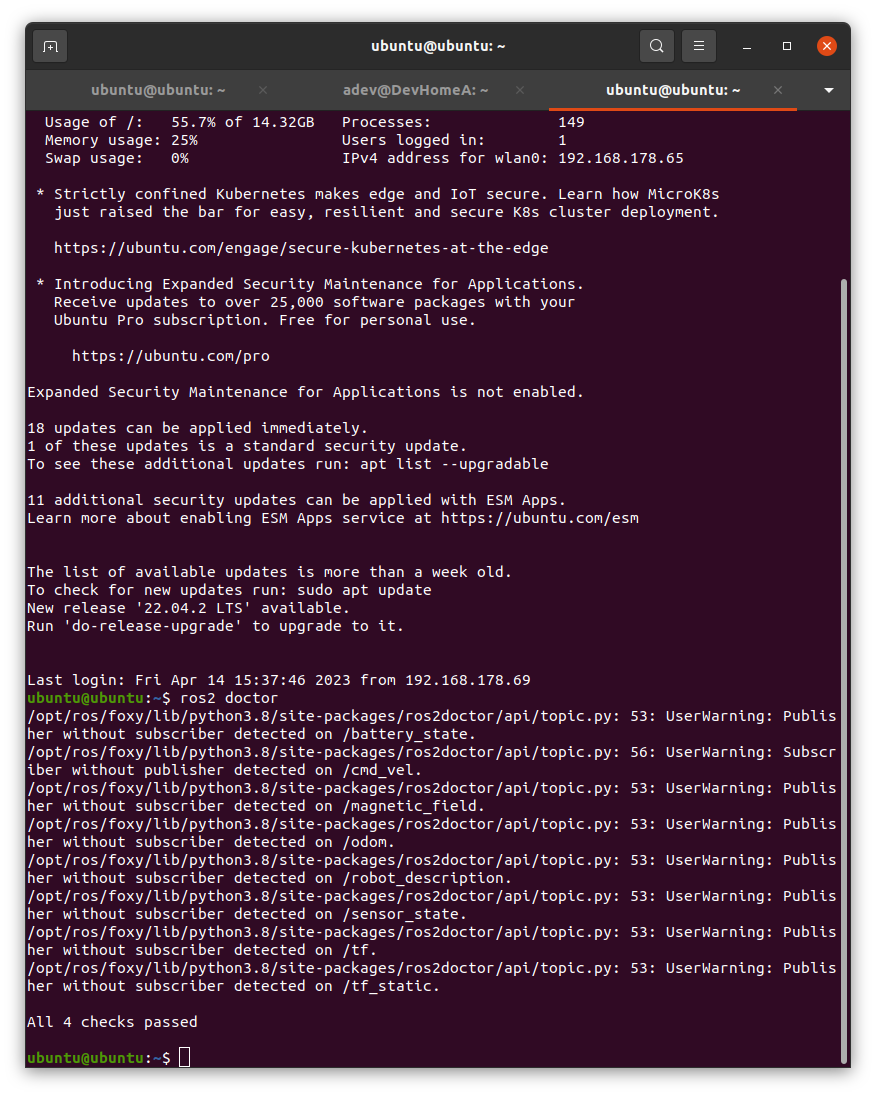 ubuntu@ubuntu: ~
ubuntu@ubuntu: ~
adev@DevHomeA: ~
ubuntu@ubuntu: ~
Usage of /:   55.7% of 14.32GB   Processes:              149
Memory usage: 25%                Users logged in:        1
Swap usage:   0%                 IPv4 address for wlan0: 192.168.178.65
* Strictly confined Kubernetes makes edge and IoT secure. Learn how MicroK8s
just raised the bar for easy, resilient and secure K8s cluster deployment.
https://ubuntu.com/engage/secure-kubernetes-at-the-edge
* Introducing Expanded Security Maintenance for Applications.
Receive updates to over 25,000 software packages with your
Ubuntu Pro subscription. Free for personal use.
https://ubuntu.com/pro
Expanded Security Maintenance for Applications is not enabled.
18 updates can be applied immediately.
1 of these updates is a standard security update.
To see these additional updates run: apt list --upgradable
11 additional security updates can be applied with ESM Apps.
Learn more about enabling ESM Apps service at https://ubuntu.com/esm
The list of available updates is more than a week old.
To check for new updates run: sudo apt update
New release '22.04.2 LTS' available.
Run 'do-release-upgrade' to upgrade to it.
Last login: Fri Apr 14 15:37:46 2023 from 192.168.178.69
ubuntu@ubuntu:~$ ros2 doctor
/opt/ros/foxy/lib/python3.8/site-packages/ros2doctor/api/topic.py: 53: UserWarning: Publis
her without subscriber detected on /battery_state.
/opt/ros/foxy/lib/python3.8/site-packages/ros2doctor/api/topic.py: 56: UserWarning: Subscr
iber without publisher detected on /cmd_vel.
/opt/ros/foxy/lib/python3.8/site-packages/ros2doctor/api/topic.py: 53: UserWarning: Publis
her without subscriber detected on /magnetic_field.
/opt/ros/foxy/lib/python3.8/site-packages/ros2doctor/api/topic.py: 53: UserWarning: Publis
her without subscriber detected on /odom.
/opt/ros/foxy/lib/python3.8/site-packages/ros2doctor/api/topic.py: 53: UserWarning: Publis
her without subscriber detected on /robot_description.
/opt/ros/foxy/lib/python3.8/site-packages/ros2doctor/api/topic.py: 53: UserWarning: Publis
her without subscriber detected on /sensor_state.
/opt/ros/foxy/lib/python3.8/site-packages/ros2doctor/api/topic.py: 53: UserWarning: Publis
her without subscriber detected on /tf.
/opt/ros/foxy/lib/python3.8/site-packages/ros2doctor/api/topic.py: 53: UserWarning: Publis
her without subscriber detected on /tf_static.
All 4 checks passed
ubuntu@ubuntu:~$